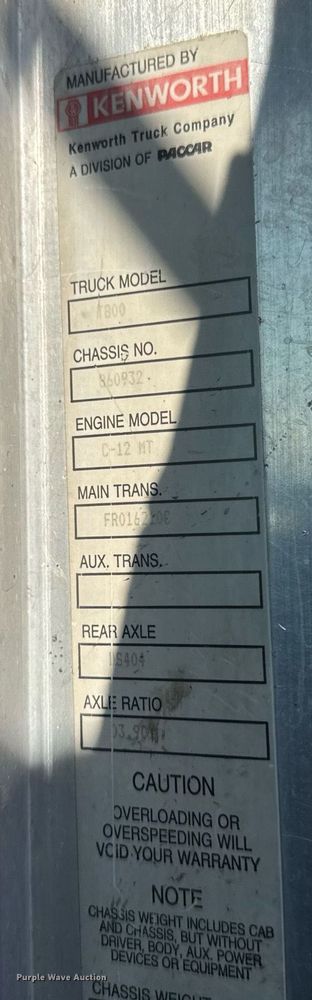 MANUFACTURED BY
KENWORTH
Kenworth Truck Company
A DIVISION OF PACCAR
TRUCK MODEL
T800
CHASSIS NO.
860932
ENGINE MODEL
C-12 MT
MAIN TRANS.
AUX. TRANS.
REAR AXLE
AXLE RATIO
CAUTION
OVERLOADING OR
OVERSPEEDING WILL
VOID YOUR WARRANTY
NOTE
CHASSIS WEIGHT INCLUDES CAB
AND CHASSIS, BUT WITHOUT
DRIVER, BODY, AUX. POWER
DEVICES OR EQUIPMENT
CHASSIS WEIGHT
Purple Wave Auction